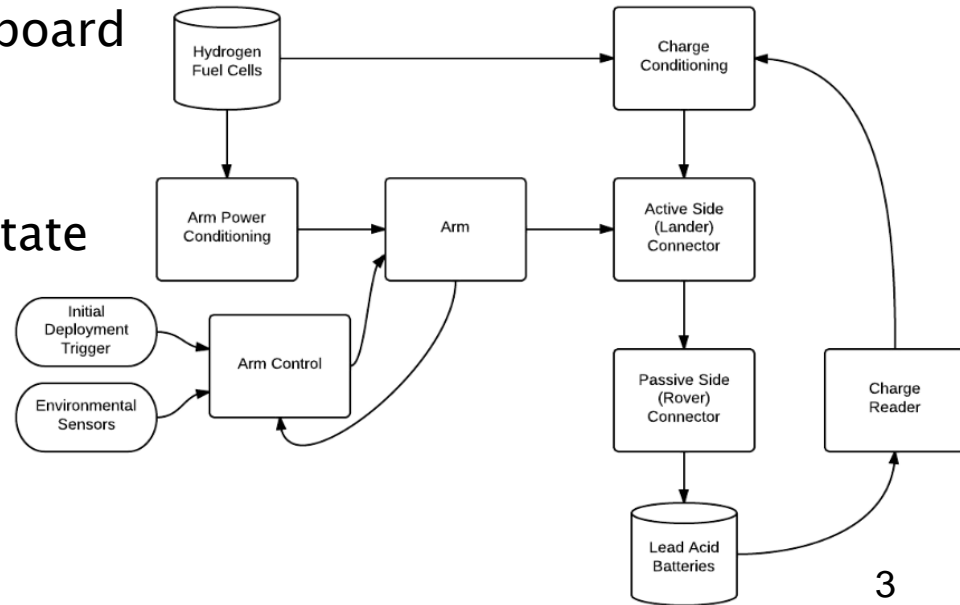 board
tate
Hydrogen
Fuel Cells
Charge
Conditioning
Arm Power
Conditioning
Arm
Active Side
(Lander)
Connector
Initial
Deployment
Trigger
Arm Control
Environmental
Sensors
Passive Side
(Rover)
Connector
Charge
Reader
Lead Acid
Batteries
3